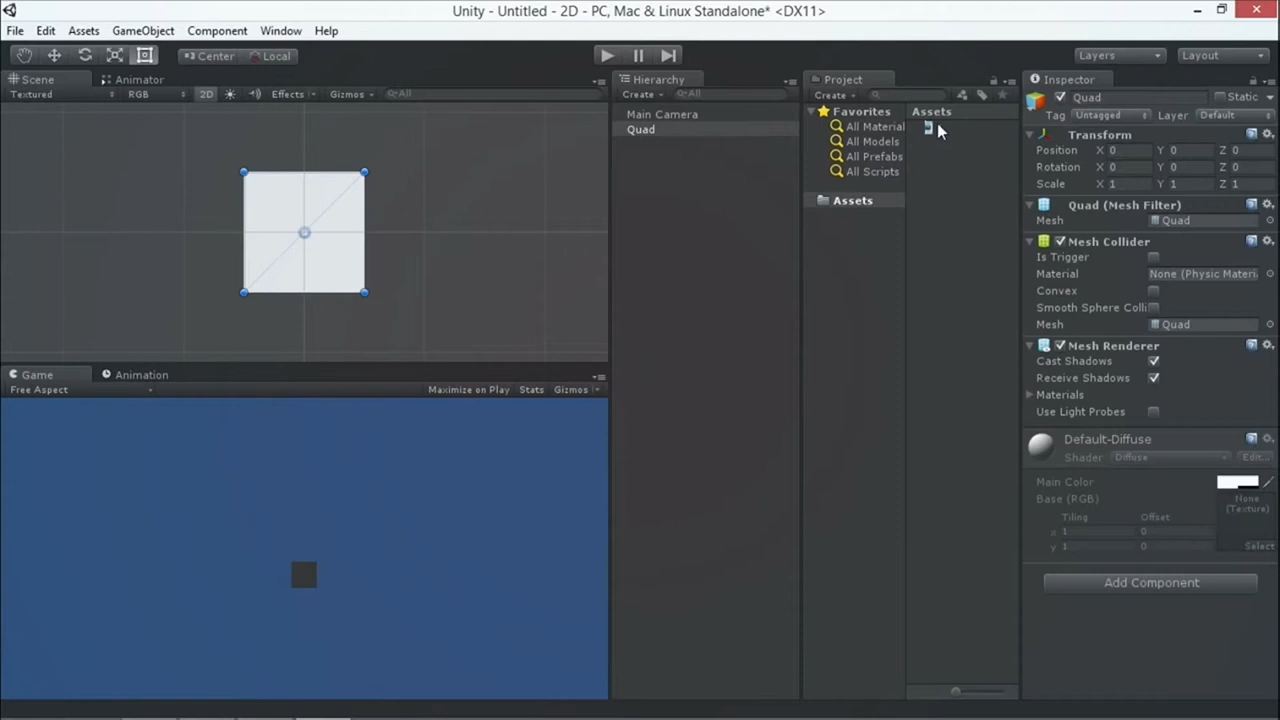 Unity - Untitled - 2D - PC, Mac & Linux Standalone* <DX11>
File Edit Assets GameObject Component Window Help
Center Local Layers Layout
Scene Animator
Textured RGB 2D Effects Gizmos All
Game Animation
Free Aspect Maximize on Play Stats Gizmos
Hierarchy
Create All
Main Camera
Quad
Project
Create
Favorites
All Material
All Models
All Prefabs
All Scripts
Assets
Assets
Inspector
Quad Static
Tag Untagged Layer Default
Transform
Position X 0 Y 0 Z 0
Rotation X 0 Y 0 Z 0
Scale X 1 Y 1 Z 1
Quad (Mesh Filter)
Mesh Quad
Mesh Collider
Is Trigger
Material None (Physic Materi
Convex
Smooth Sphere Colli
Mesh Quad
Mesh Renderer
Cast Shadows
Receive Shadows
Materials
Use Light Probes
Default-Diffuse
Shader Diffuse Edit...
Main Color
Base (RGB) None
(Texture)
Tiling Offset
x 1 0
y 1 0 Select
Add Component